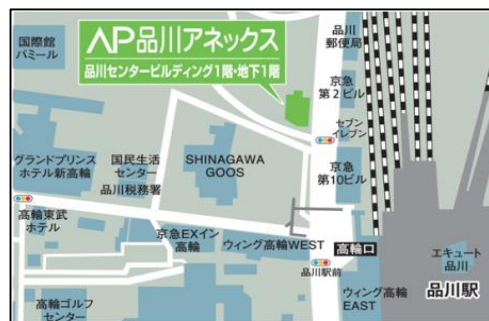 国際館
パミール
AP品川アネックス
品川センタービルディング1階・地下1階
品川
郵便局
京急
第2ビル
セブン
イレブン
グランドプリンス
ホテル新高輪
国民生活
センター
品川税務署
SHINAGAWA
GOOS
京急
第10ビル
高輪東武
ホテル
京急EXイン
高輪
ウィング高輪WEST
高輪口
品川駅前
エキュート
品川
品川駅
高輪ゴルフ
センター
ウィング高輪
EAST